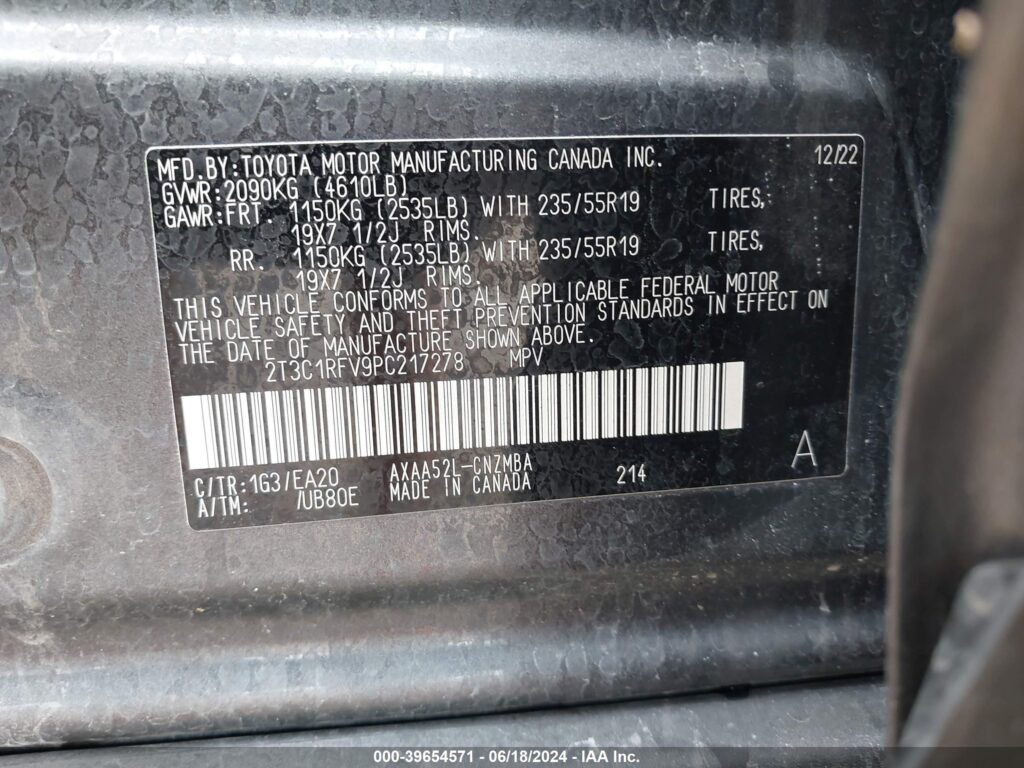 MFD.BY:TOYOTA MOTOR MANUFACTURING CANADA INC. 12/22
GVWR:2090KG (4610LB)
GAWR:FRT. 1150KG (2535LB) WITH 235/55R19 TIRES,
19X7 1/2J RIMS.
RR. 1150KG (2535LB) WITH 235/55R19 TIRES,
19X7 1/2J RIMS.
THIS VEHICLE CONFORMS TO ALL APPLICABLE FEDERAL MOTOR
VEHICLE SAFETY AND THEFT PREVENTION STANDARDS IN EFFECT ON
THE DATE OF MANUFACTURE SHOWN ABOVE.
2T3C1RFV9PC217278 MPV
C/TR:1G3/EA20 AXAA52L-CNZMBA 214 A
A/TM: /UB80E MADE IN CANADA
000-39654571 - 06/18/2024 - IAA Inc.